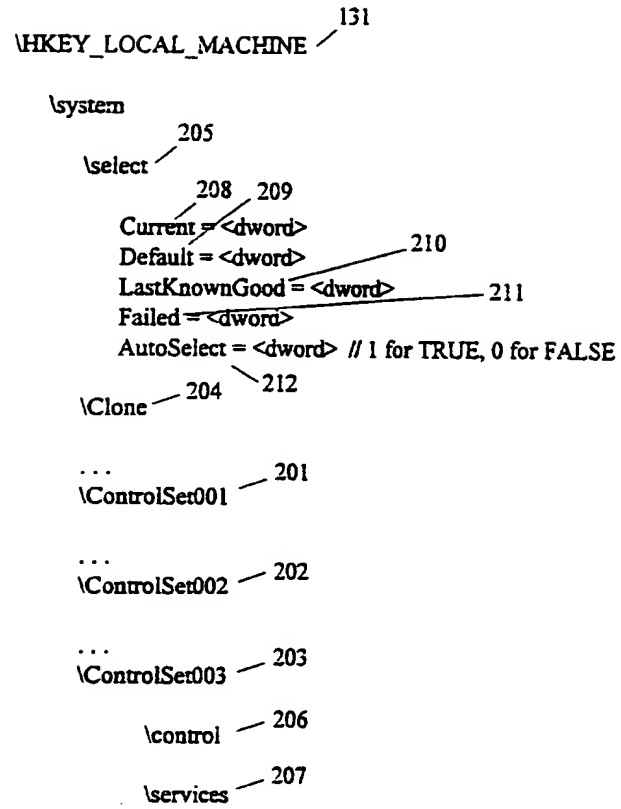 131
\HKEY_LOCAL_MACHINE
\system
205
\select
208 209
Current = <dword>
Default = <dword>
210
LastKnownGood = <dword>
211
Failed = <dword>
AutoSelect = <dword> // 1 for TRUE, 0 for FALSE
212
\Clone 204
. . .
\ControlSet001 201
. . .
\ControlSet002 202
. . .
\ControlSet003 203
\control 206
\services 207